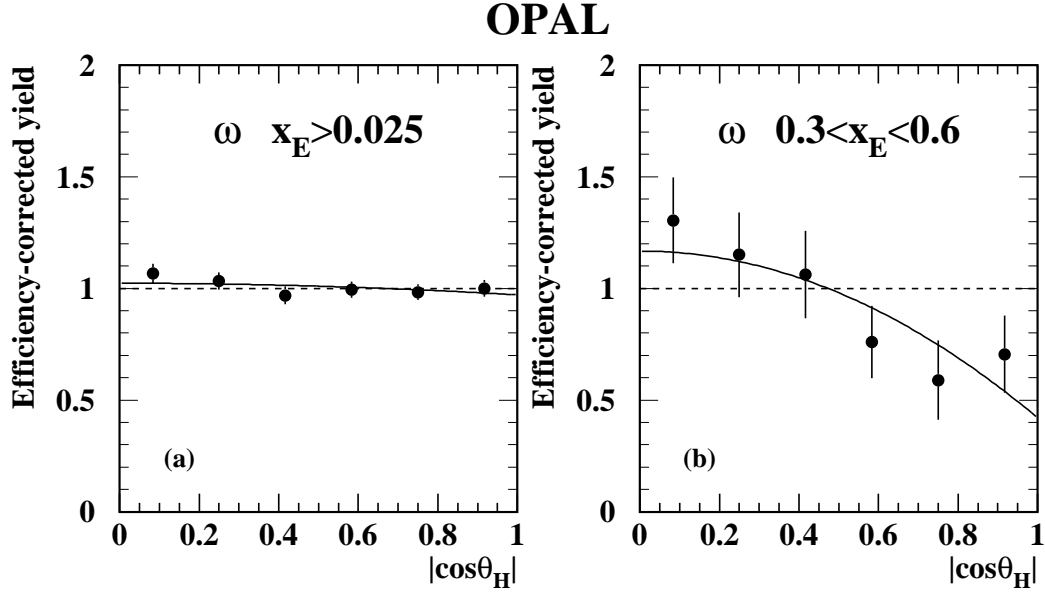 OPAL
Efficiency-corrected yield
2
1.5
1
0.5
0
ω x_E>0.025
(a)
0 0.2 0.4 0.6 0.8 1
|cosθ_H|
Efficiency-corrected yield
2
1.5
1
0.5
0
ω 0.3<x_E<0.6
(b)
0 0.2 0.4 0.6 0.8 1
|cosθ_H|